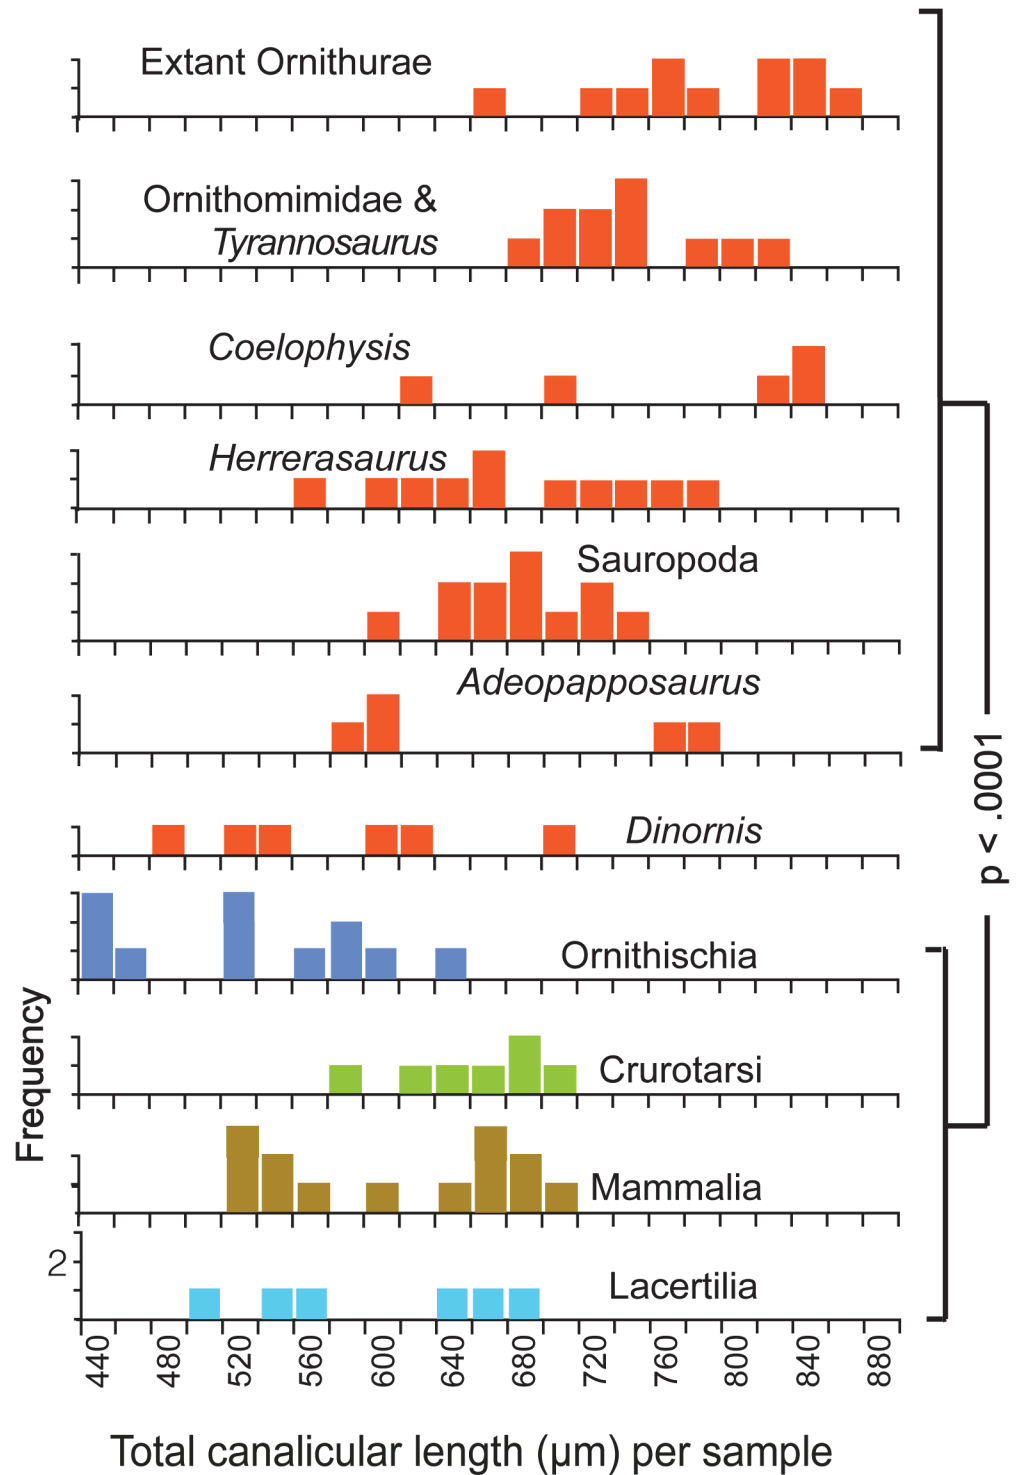 Extant Ornithurae
Ornithomimidae &
Tyrannosaurus
Coelophysis
Herrerasaurus
Sauropoda
Adeopapposaurus
Dinornis
Ornithischia
Crurotarsi
Mammalia
Lacertilia
p < .0001
Frequency
2
440 480 520 560 600 640 680 720 760 800 840 880
Total canalicular length (µm) per sample